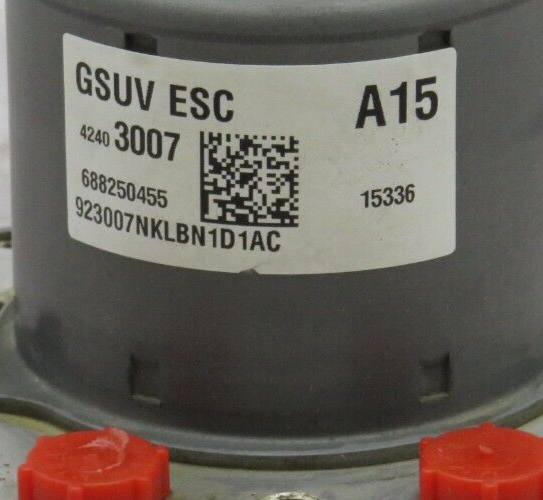 GSUV ESC A15
4240 3007
688250455 15336
923007NKLBN1D1AC